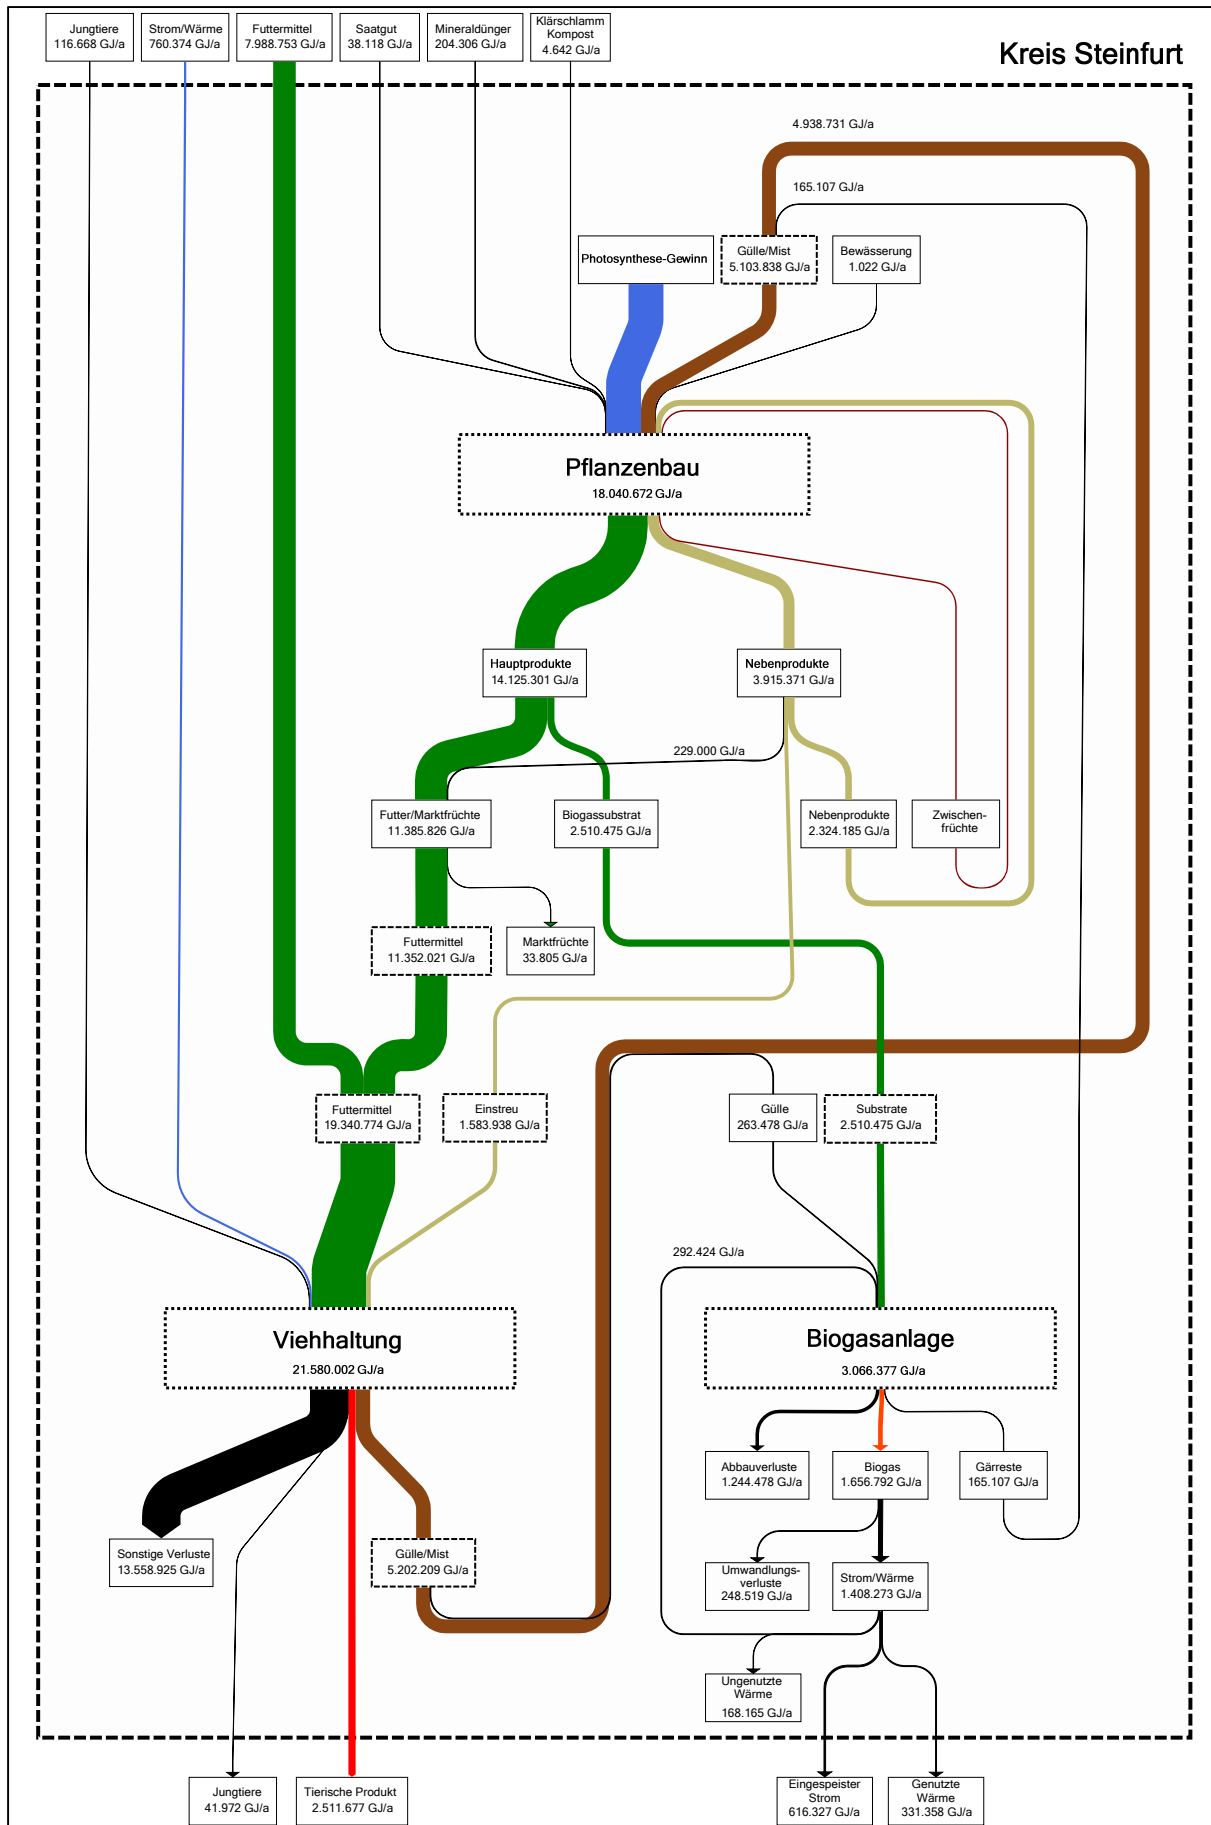 Jungtiere
116.668 GJ/a
Strom/Wärme
760.374 GJ/a
Futtermittel
7.988.753 GJ/a
Saatgut
38.118 GJ/a
Mineraldünger
204.306 GJ/a
Klärschlamm
Kompost
4.642 GJ/a
Kreis Steinfurt
4.938.731 GJ/a
165.107 GJ/a
Photosynthese-Gewinn
Gülle/Mist
5.103.838 GJ/a
Bewässerung
1.022 GJ/a
Pflanzenbau
18.040.672 GJ/a
Hauptprodukte
14.125.301 GJ/a
Nebenprodukte
3.915.371 GJ/a
229.000 GJ/a
Futter/Marktfrüchte
11.385.826 GJ/a
Biogassubstrat
2.510.475 GJ/a
Nebenprodukte
2.324.185 GJ/a
Zwischen-
früchte
Futtermittel
11.352.021 GJ/a
Marktfrüchte
33.805 GJ/a
Futtermittel
19.340.774 GJ/a
Einstreu
1.583.938 GJ/a
Gülle
263.478 GJ/a
Substrate
2.510.475 GJ/a
292.424 GJ/a
Viehhaltung
21.580.002 GJ/a
Biogasanlage
3.066.377 GJ/a
Abbauverluste
1.244.478 GJ/a
Biogas
1.656.792 GJ/a
Gärreste
165.107 GJ/a
Sonstige Verluste
13.558.925 GJ/a
Gülle/Mist
5.202.209 GJ/a
Umwandlungs-
verluste
248.519 GJ/a
Strom/Wärme
1.408.273 GJ/a
Ungenutzte
Wärme
168.165 GJ/a
Jungtiere
41.972 GJ/a
Tierische Produkt
2.511.677 GJ/a
Eingespeister
Strom
616.327 GJ/a
Genutzte
Wärme
331.358 GJ/a